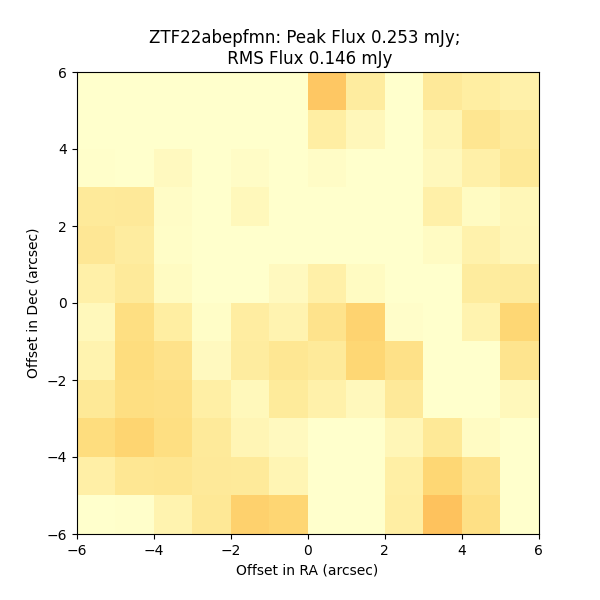 ZTF22abepfmn: Peak Flux 0.253 mJy;
RMS Flux 0.146 mJy
6
4
2
0
−2
−4
−6
Offset in Dec (arcsec)
−6 −4 −2 0 2 4 6
Offset in RA (arcsec)